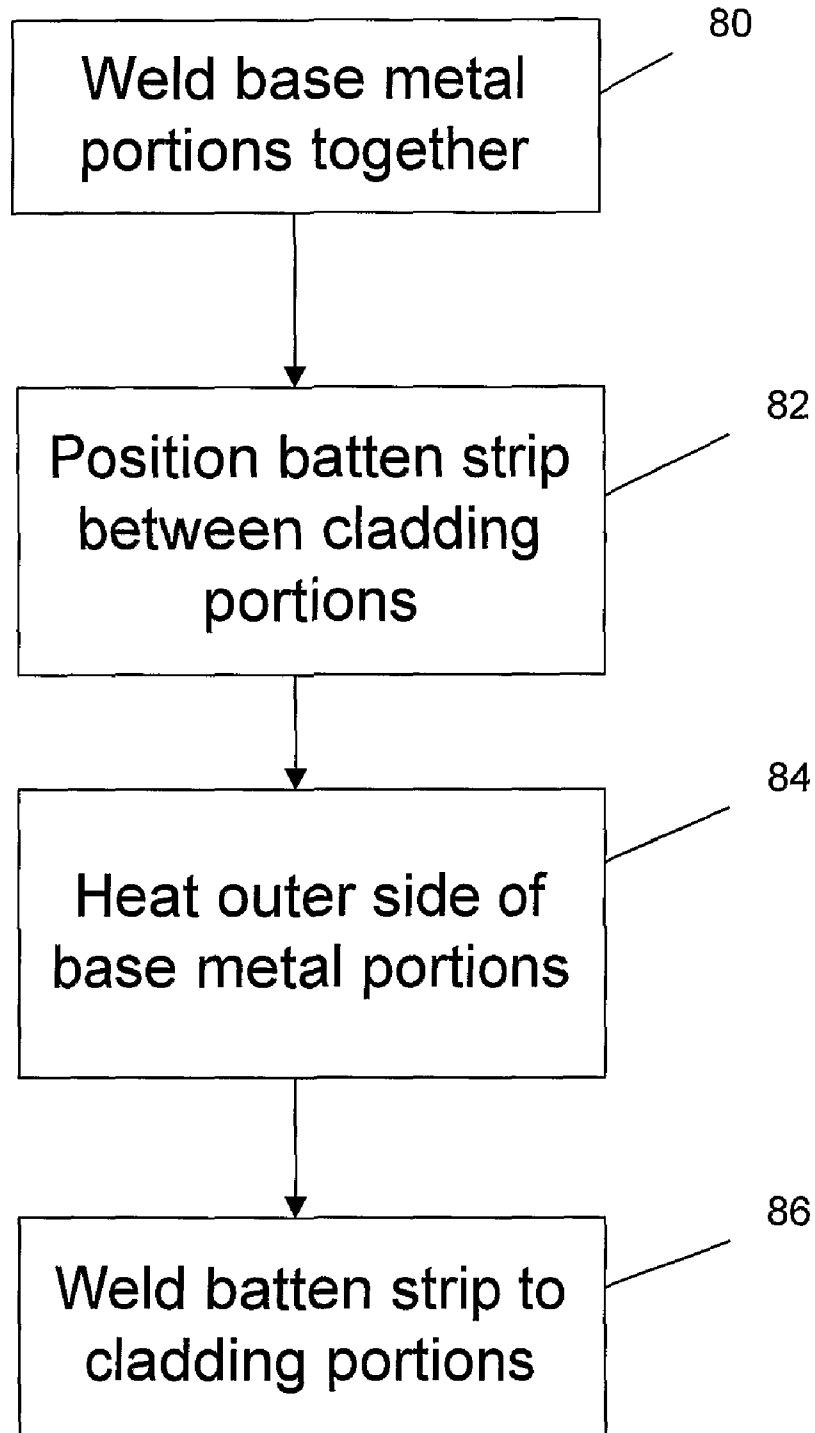 80
Weld base metal
portions together
82
Position batten strip
between cladding
portions
84
Heat outer side of
base metal portions
86
Weld batten strip to
cladding portions